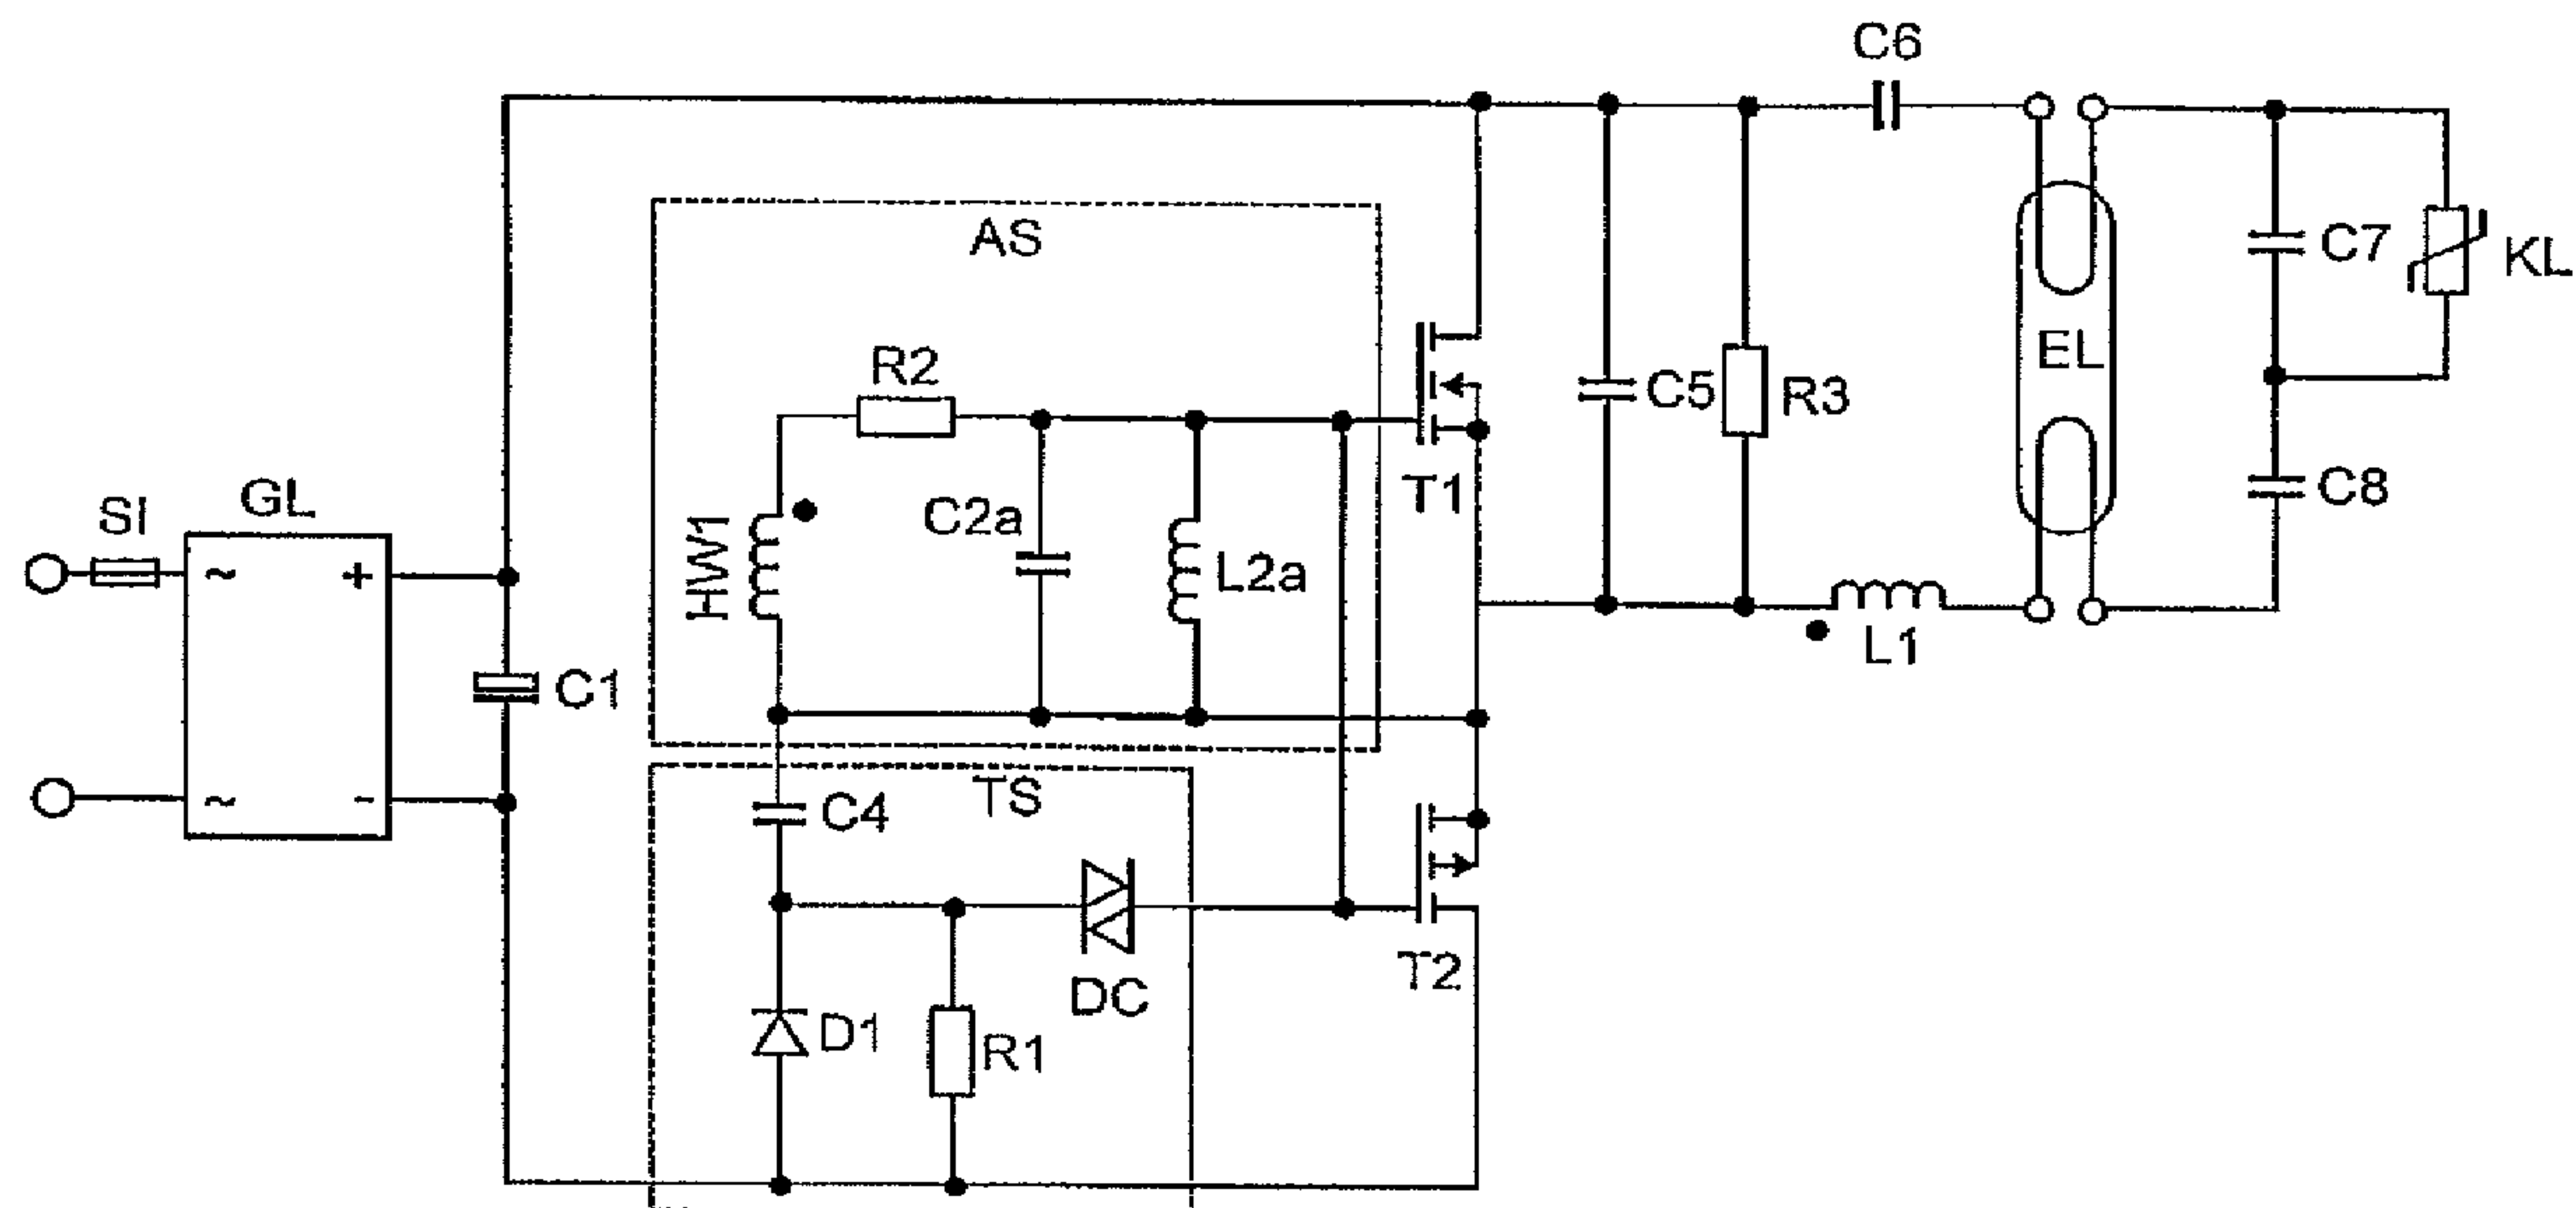 C6
AS
C7
KL
R2
EL
C5
R3
T1
SI
GL
C2a
C8
HW1
L2a
~
+
L1
C1
~
-
TS
C4
T2
DC
D1
R1